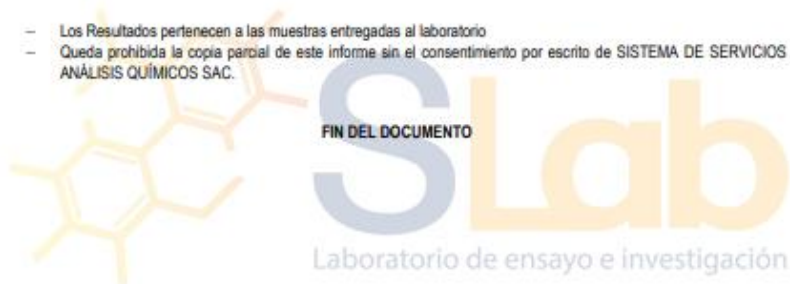 – Los Resultados pertenecen a las muestras entregadas al laboratorio
– Queda prohibida la copia parcial de este informe sin el consentimiento por escrito de SISTEMA DE SERVICIOS
ANÁLISIS QUÍMICOS SAC.
FIN DEL DOCUMENTO
SLab
Laboratorio de ensayo e investigación